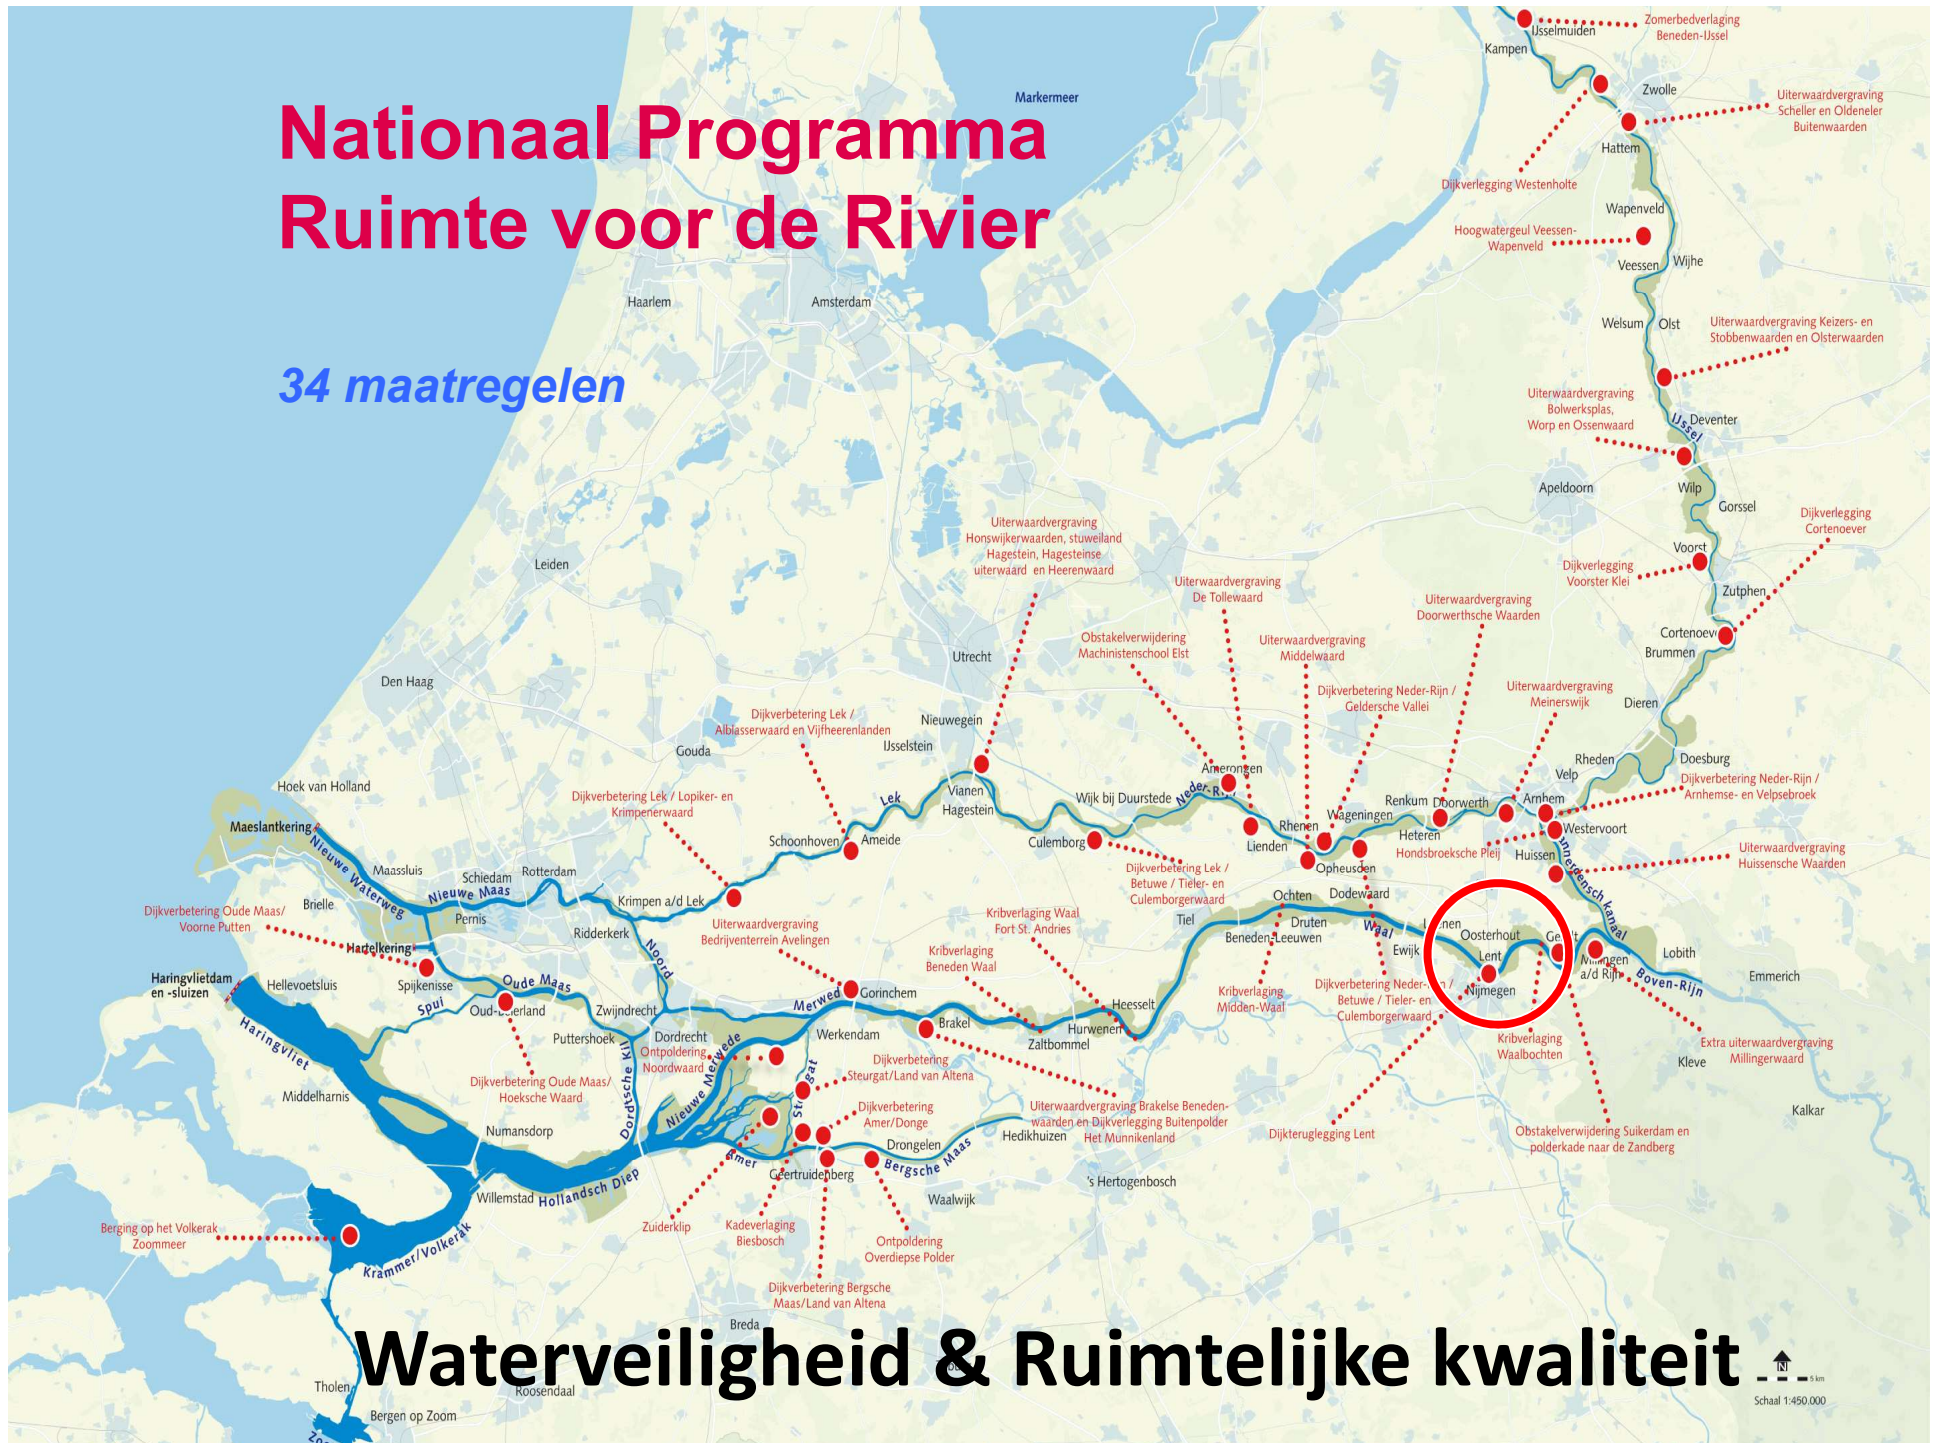 Nationaal Programma
Ruimte voor de Rivier
34 maatregelen
Markermeer
IJsselmuiden
Kampen
Zomerbedverlaging
Beneden-IJssel
Zwolle
Uiterwaardvergraving
Scheller en Oldeneler
Buitenwaarden
Hattem
Dijkverlegging Westenholte
Wapenveld
Hoogwatergeul Veessen-
Wapenveld
Veessen
Wijhe
Haarlem
Amsterdam
Welsum
Olst
Uiterwaardvergraving Keizers- en
Stobbenwaarden en Olsterwaarden
Uiterwaardvergraving
Bolwerksplas,
Worp en Ossenwaard
IJssel
Deventer
Apeldoorn
Wilp
Gorssel
Dijkverlegging
Cortenoever
Voorst
Dijkverlegging
Voorster Klei
Zutphen
Leiden
Uiterwaardvergraving
Honswijkerwaarden, stuweiland
Hagestein, Hagesteinse
uiterwaard en Heerenwaard
Uiterwaardvergraving
De Tollewaard
Uiterwaardvergraving
Doorwerthsche Waarden
Obstakelverwijdering
Machinistenschool Elst
Uiterwaardvergraving
Middelwaard
Brummen
Utrecht
Den Haag
Dijkverbetering Neder-Rijn /
Geldersche Vallei
Uiterwaardvergraving
Meinerswijk
Dieren
Dijkverbetering Lek /
Alblasserwaard en Vijfheerenlanden
Nieuwegein
IJsselstein
Gouda
Rheden
Doesburg
Velp
Dijkverbetering Neder-Rijn /
Arnhemse- en Velpsebroek
Hoek van Holland
Dijkverbetering Lek / Lopiker- en
Krimpenerwaard
Lek
Vianen
Hagestein
Wijk bij Duurstede
Amerongen
Renkum
Doorwerth
Arnhem
Maeslantkering
Nieuwe Waterweg
Schoonhoven
Ameide
Culemborg
Rhenen
Lienden
Wageningen
Heteren
Hondsbroeksche Pleij
Westervoort
Huissen
Uiterwaardvergraving
Huissensche Waarden
Maassluis
Schiedam
Rotterdam
Nieuwe Maas
Pernis
Krimpen a/d Lek
Opheusden
Dijkverbetering Lek /
Betuwe / Tieler- en
Culemborgerwaard
Brielle
Dijkverbetering Oude Maas/
Voorne Putten
Hartelkering
Ridderkerk
Noord
Uiterwaardvergraving
Bedrijventerrein Avelingen
Kribverlaging Waal
Fort St. Andries
Tiel
Ochten
Dodewaard
Druten
Beneden-Leeuwen
Waal
Ewijk
Oosterhout
Lent
Nijmegen
Millingen
a/d Rijn
Lobith
Boven-Rijn
Emmerich
Kribverlaging
Beneden Waal
Haringvlietdam
en -sluizen
Hellevoetsluis
Spijkenisse
Oude Maas
Spui
Zwijndrecht
Gorinchem
Kribverlaging
Midden-Waal
Dijkverbetering Neder-Rijn /
Betuwe / Tieler- en
Culemborgerwaard
Haringvliet
Puttershoek
Dordrecht
Werkendam
Brakel
Heesselt
Hurwenen
Zaltbommel
Kribverlaging
Waalbochten
Extra uiterwaardvergraving
Millingerwaard
Kleve
Ontpoldering
Noordwaard
Nieuwe Merwede
Dordtsche Kil
Dijkverbetering
Steurgat/Land van Altena
Dijkverbetering Oude Maas/
Hoeksche Waard
Middelharnis
Numansdorp
Dijkverbetering
Amer/Donge
Uiterwaardvergraving Brakelse Beneden-
waarden en Dijkverlegging Buitenpolder
Het Munnikenland
Hedikhuizen
Dijkteruglegging Lent
Obstakelverwijdering Suikerdam en
polderkade naar de Zandberg
Kalkar
Drongelen
Bergsche Maas
Amer
Geertruidenberg
Willemstad
Hollandsch Diep
Waalwijk
's Hertogenbosch
Berging op het Volkerak
Zoommeer
Krammer/Volkerak
Zuiderklip
Kadeverlaging
Biesbosch
Ontpoldering
Overdiepse Polder
Dijkverbetering Bergsche
Maas/Land van Altena
Breda
Waterveiligheid & Ruimtelijke kwaliteit
Tholen
Roosendaal
Bergen op Zoom
N
5 km
Schaal 1:450.000